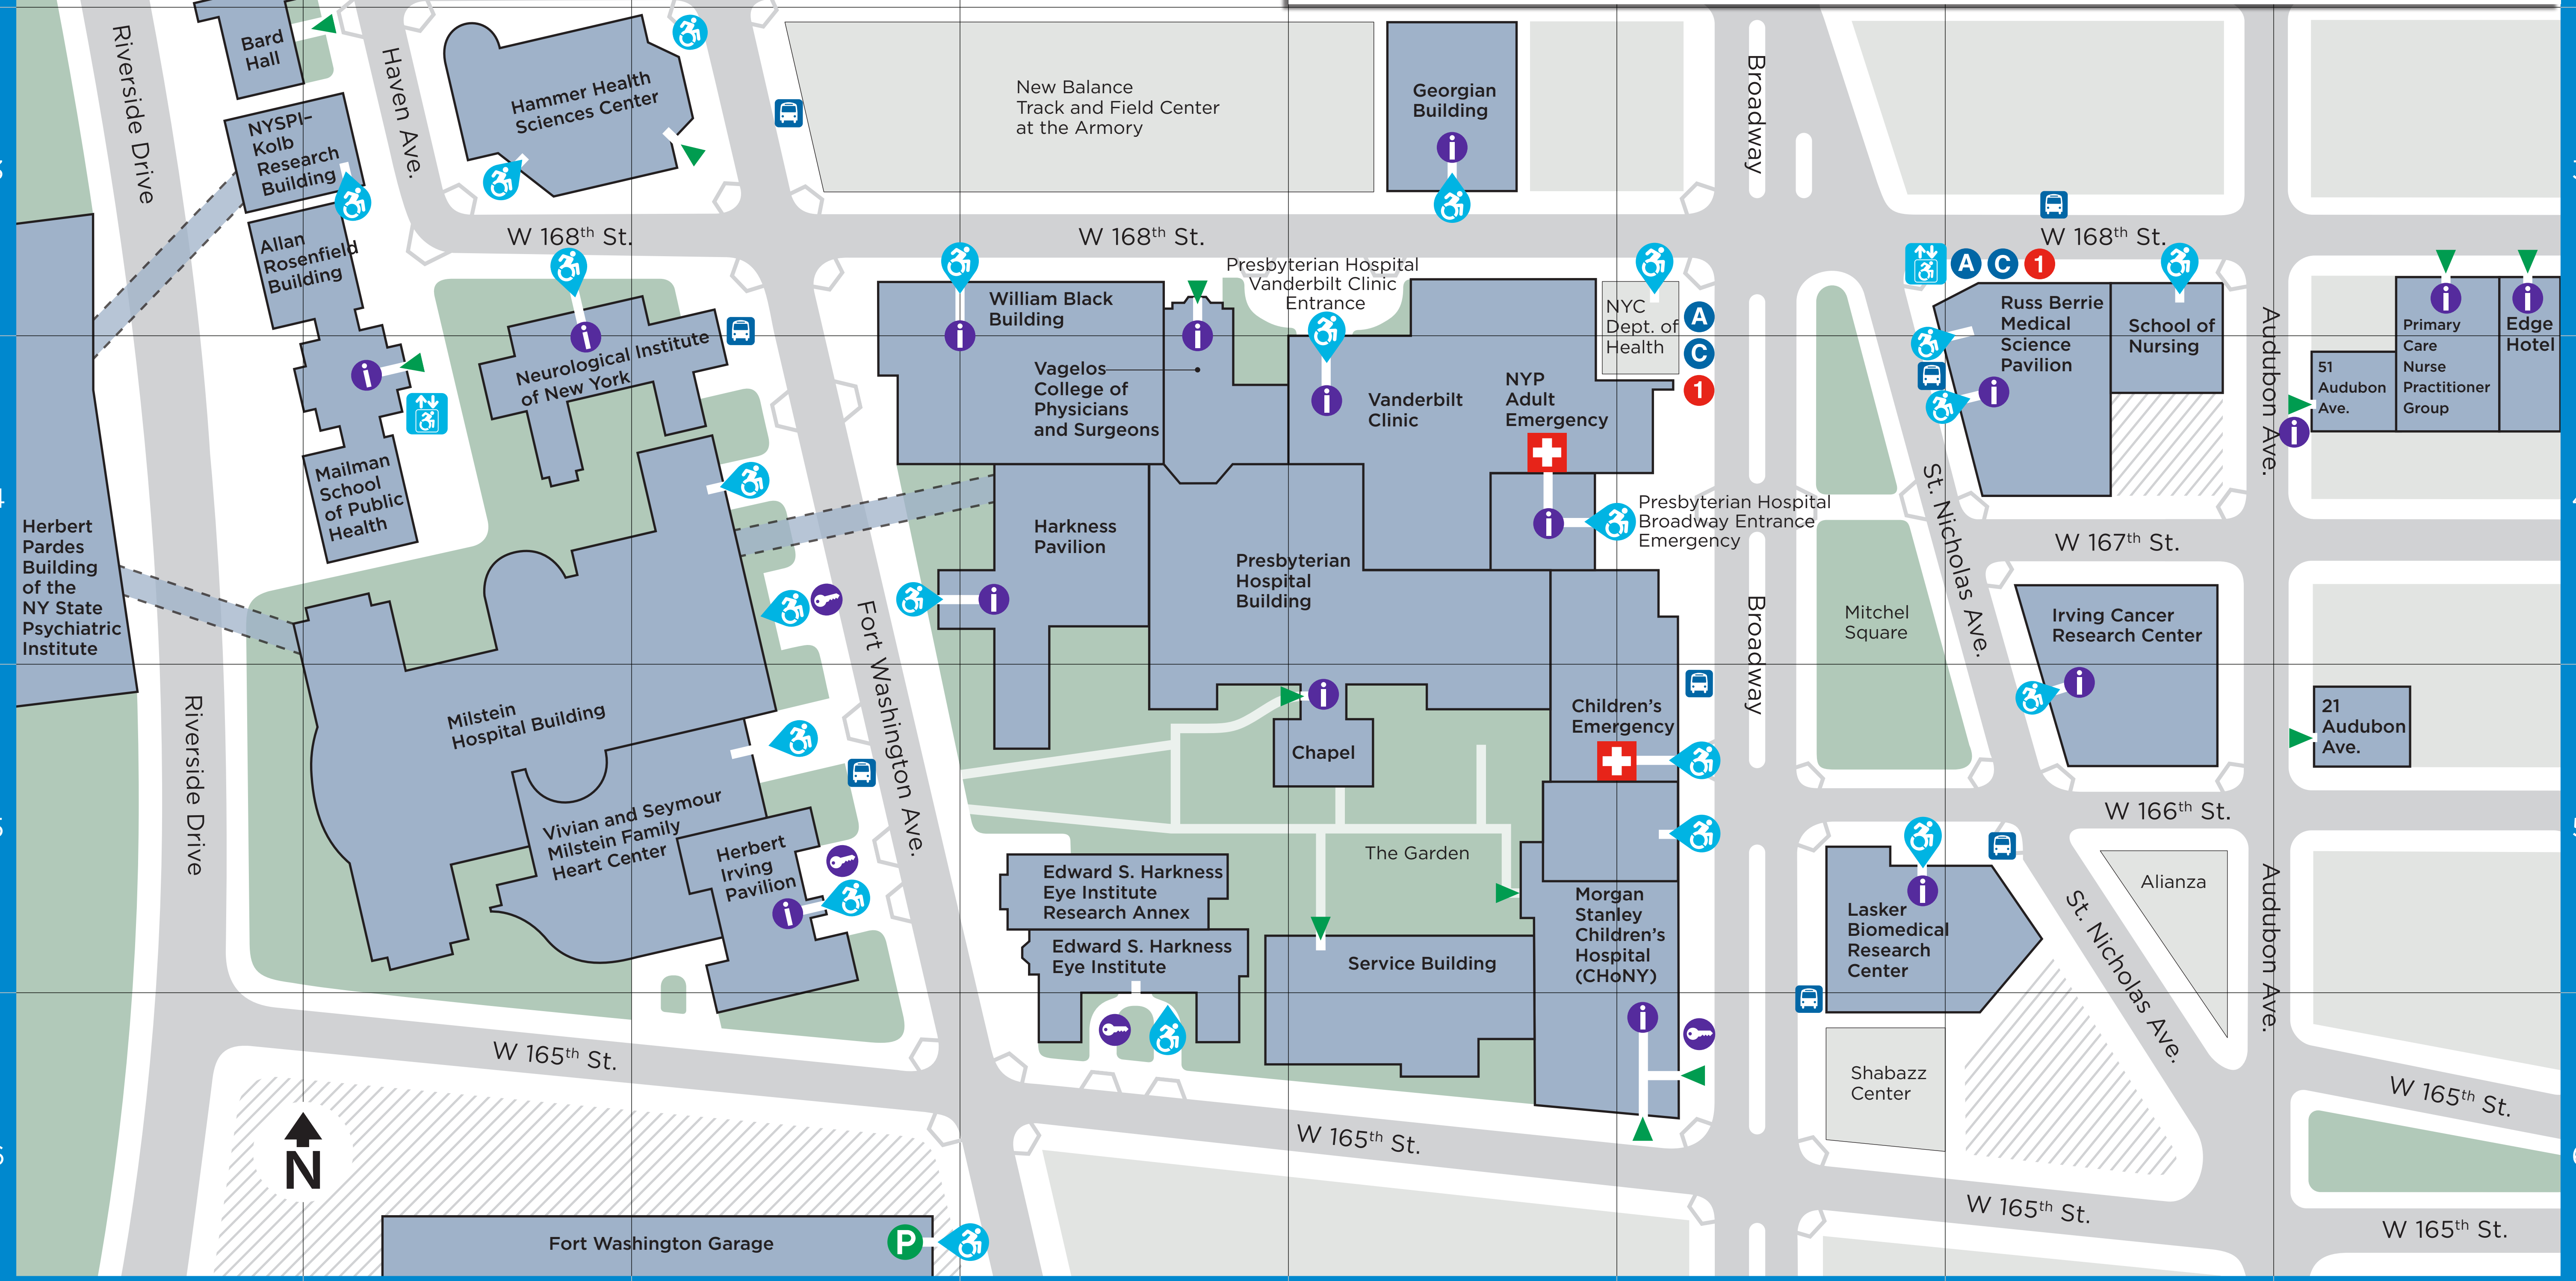 Bard
Hall
Riverside Drive
Haven Ave.
Hammer Health
Sciences Center
New Balance
Track and Field Center
at the Armory
Georgian
Building
i
Broadway
NYSPI–
Kolb
Research
Building
Allan
Rosenfield
Building
W 168th St.
W 168th St.
W 168th St.
A
C
1
Presbyterian Hospital
Vanderbilt Clinic
Entrance
William Black
Building
i
Vagelos
College of
Physicians
and Surgeons
i
Vanderbilt
Clinic
i
NYP
Adult
Emergency
NYC
Dept. of
Health
A
C
1
Neurological Institute
of New York
i
i
Mailman
School
of Public
Health
Russ Berrie
Medical
Science
Pavilion
i
School of
Nursing
Audubon Ave.
51
Audubon
Ave.
i
Primary
Care
Nurse
Practitioner
Group
i
Edge
Hotel
i
Herbert
Pardes
Building
of the
NY State
Psychiatric
Institute
Harkness
Pavilion
i
Presbyterian
Hospital
Building
i
Presbyterian Hospital
Broadway Entrance
Emergency
St. Nicholas Ave.
W 167th St.
Fort Washington Ave.
Broadway
Mitchel
Square
Irving Cancer
Research Center
i
Riverside Drive
Milstein
Hospital Building
Vivian and Seymour
Milstein Family
Heart Center
Herbert
Irving
Pavilion
i
Chapel
i
Children's
Emergency
21
Audubon
Ave.
W 166th St.
The Garden
Edward S. Harkness
Eye Institute
Research Annex
Edward S. Harkness
Eye Institute
Service Building
Morgan
Stanley
Children's
Hospital
(CHoNY)
i
Lasker
Biomedical
Research
Center
i
Alianza
St. Nicholas Ave.
Audubon Ave.
Shabazz
Center
W 165th St.
W 165th St.
W 165th St.
W 165th St.
W 165th St.
N
Fort Washington Garage
P